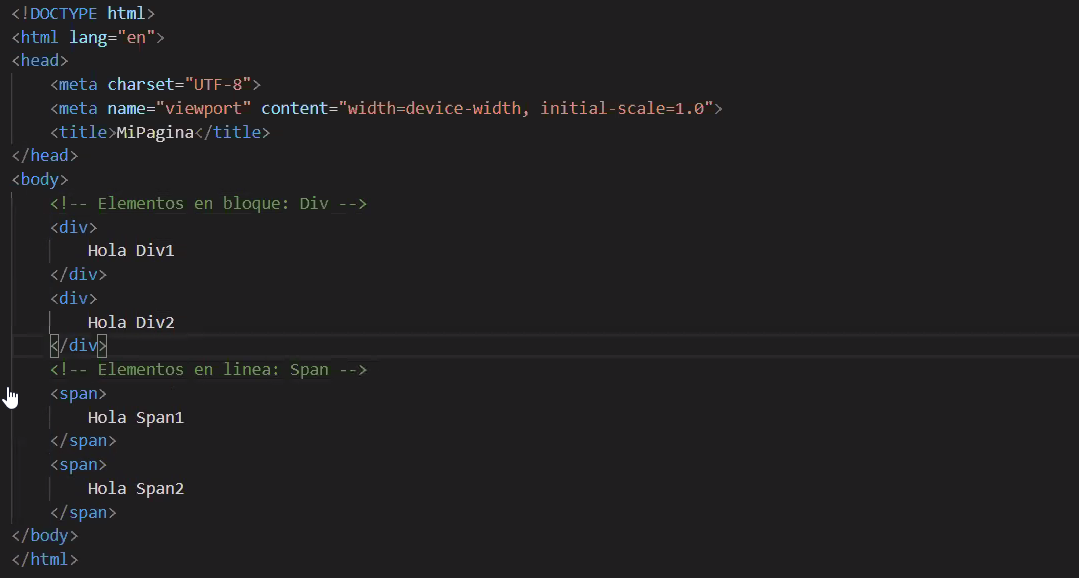 <!DOCTYPE html>
<html lang="en">
<head>
    <meta charset="UTF-8">
    <meta name="viewport" content="width=device-width, initial-scale=1.0">
    <title>MiPagina</title>
</head>
<body>
    <!-- Elementos en bloque: Div -->
    <div>
        Hola Div1
    </div>
    <div>
        Hola Div2
    </div>
    <!-- Elementos en linea: Span -->
    <span>
        Hola Span1
    </span>
    <span>
        Hola Span2
    </span>
</body>
</html>